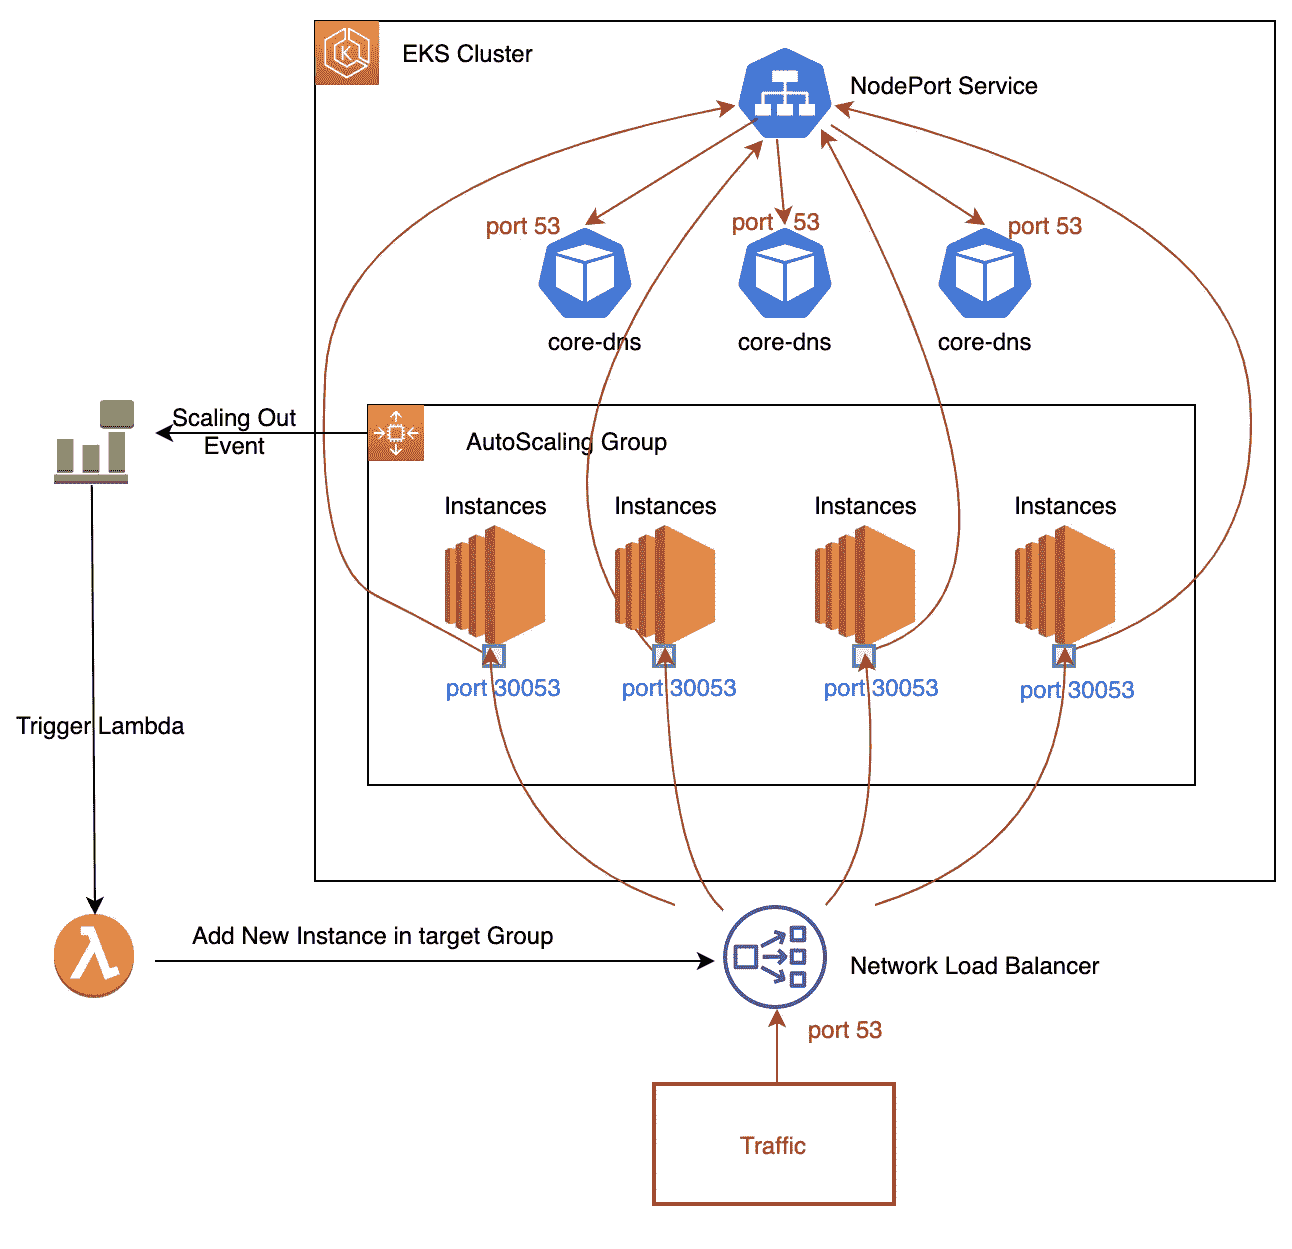 EKS Cluster
NodePort Service
port 53
port 53
port 53
core-dns
core-dns
core-dns
Scaling Out
Event
AutoScaling Group
Instances
Instances
Instances
Instances
port 30053
port 30053
port 30053
port 30053
Trigger Lambda
K
Add New Instance in target Group
Network Load Balancer
port 53
Traffic